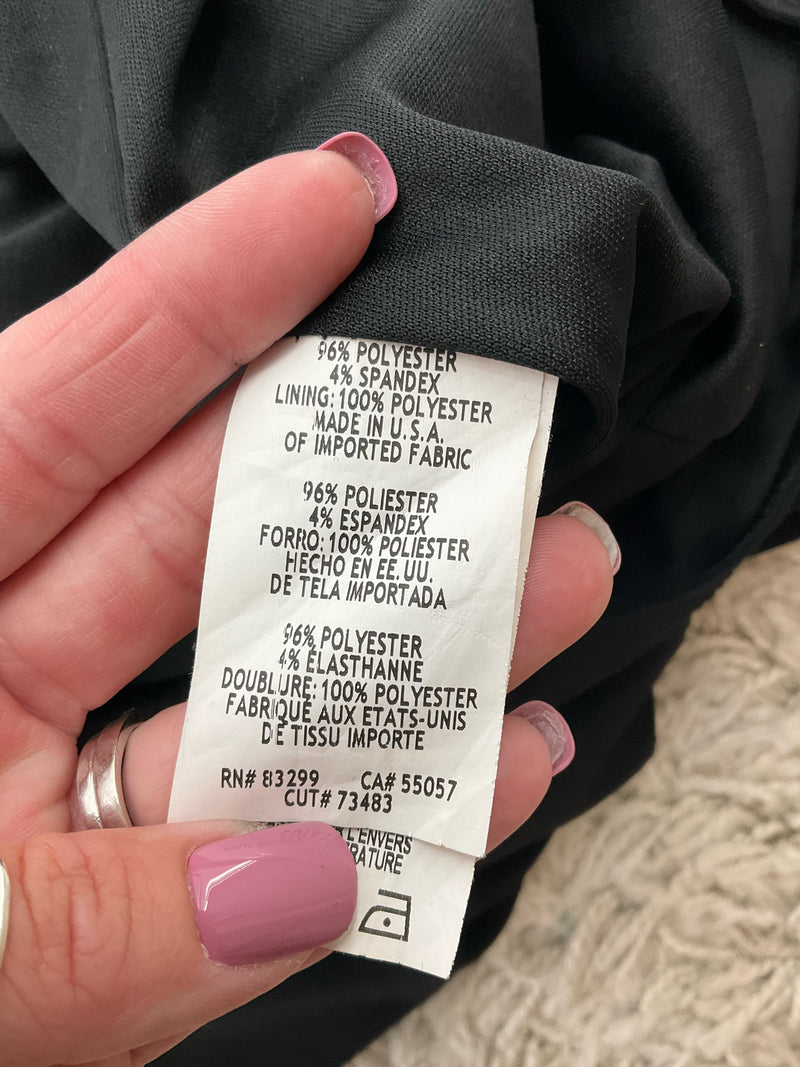 96% POLYESTER
4% SPANDEX
LINING: 100% POLYESTER
MADE IN U.S.A.
OF IMPORTED FABRIC
96% POLIESTER
4% ESPANDEX
FORRO: 100% POLIESTER
HECHO EN EE. UU.
DE TELA IMPORTADA
96% POLYESTER
4% ÉLASTHANNE
DOUBLURE: 100% POLYESTER
FABRIQUÉ AUX ETATS-UNIS
DE TISSU IMPORTE
RN# 83299 CA# 55057
CUT# 73483
L'ENVERS